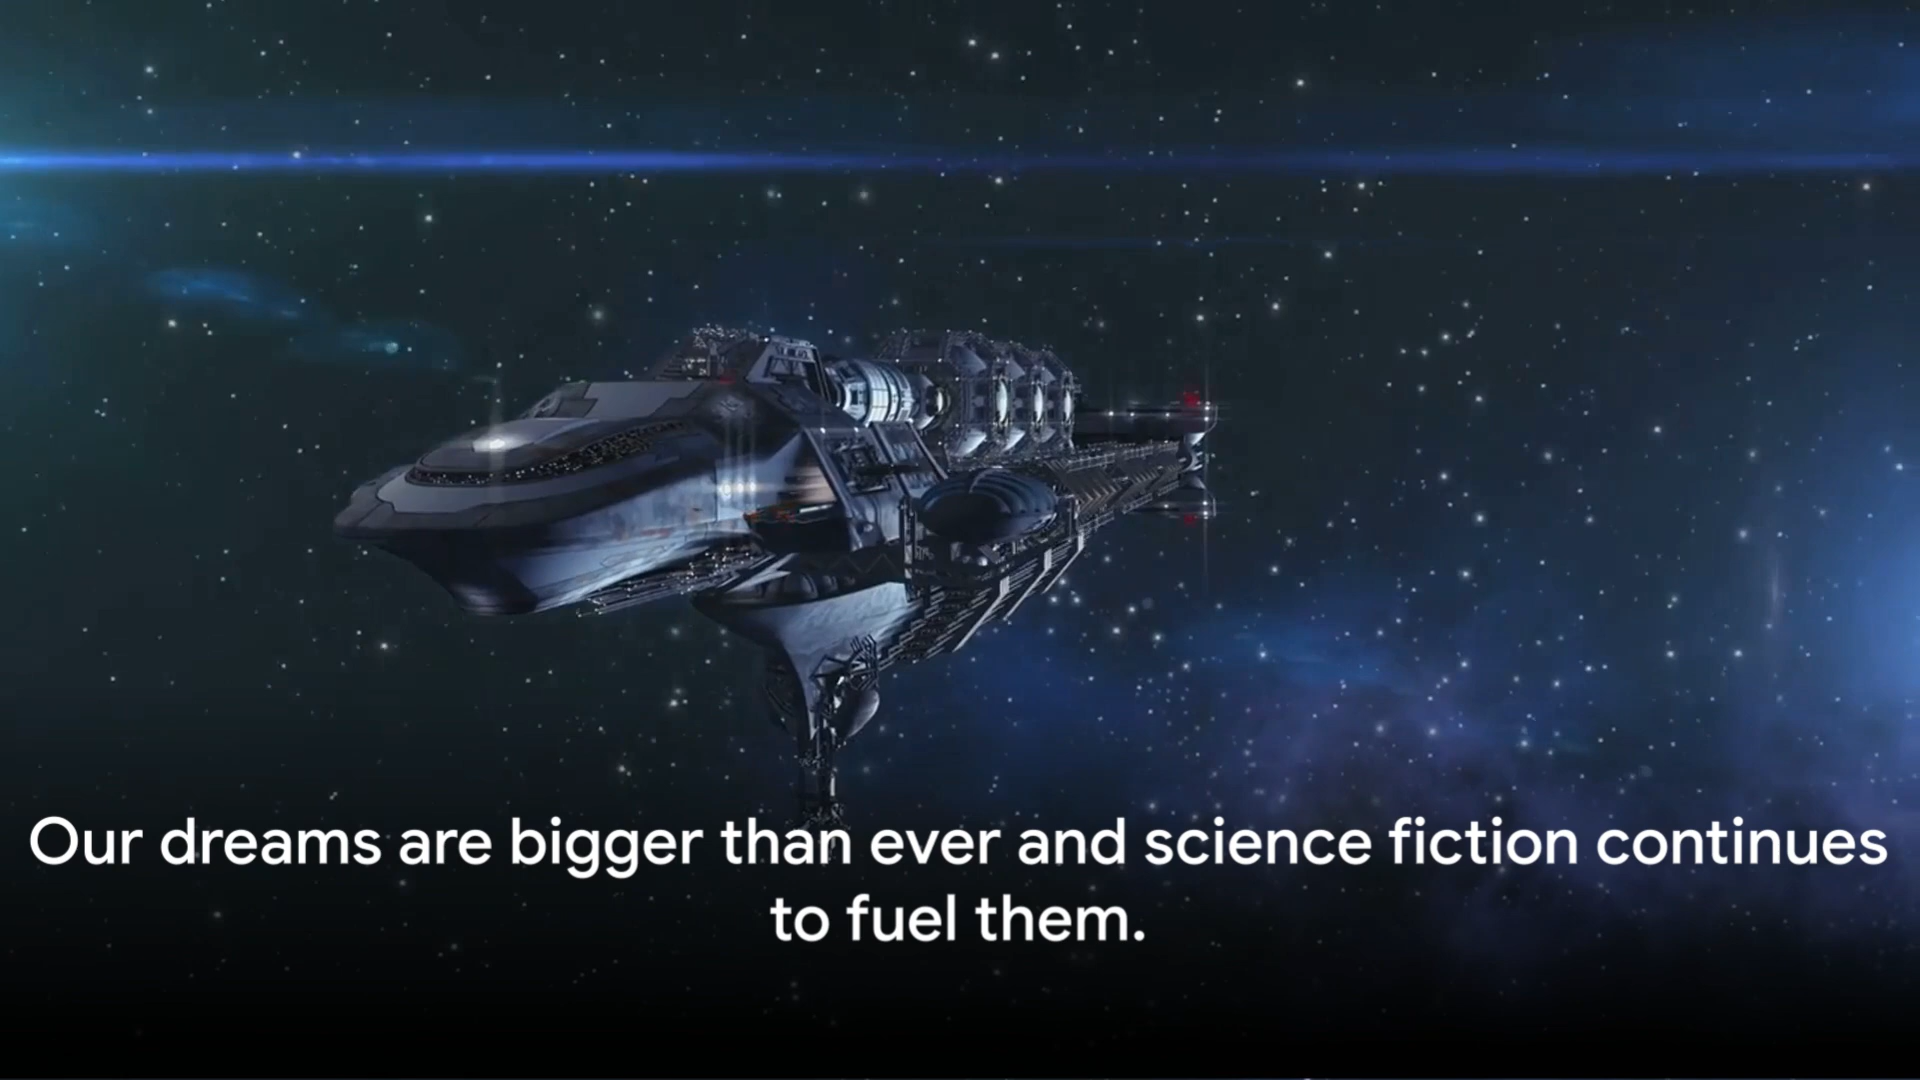 Our dreams are bigger than ever and science fiction continues
to fuel them.